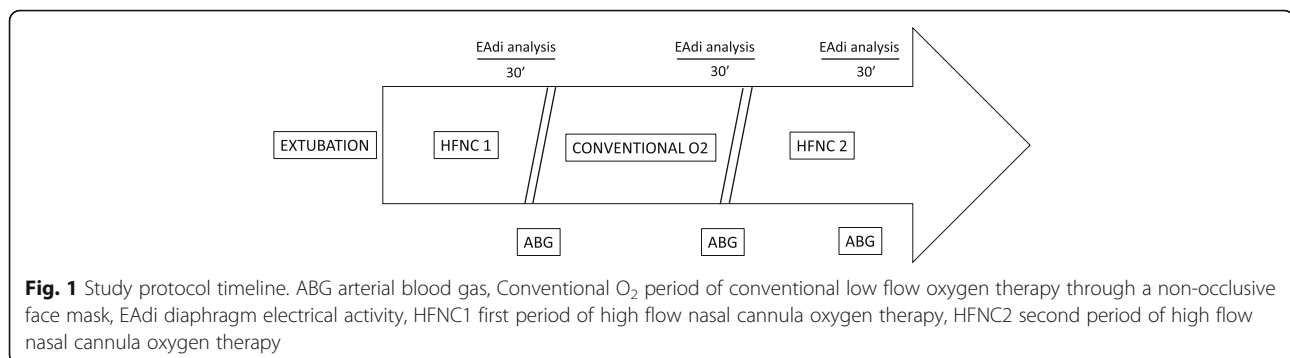 EAdi analysis EAdi analysis EAdi analysis
30' 30' 30'
EXTUBATION HFNC 1 CONVENTIONAL O2 HFNC 2
ABG ABG ABG
Fig. 1 Study protocol timeline. ABG arterial blood gas, Conventional O₂ period of conventional low flow oxygen therapy through a non-occlusive
face mask, EAdi diaphragm electrical activity, HFNC1 first period of high flow nasal cannula oxygen therapy, HFNC2 second period of high flow
nasal cannula oxygen therapy